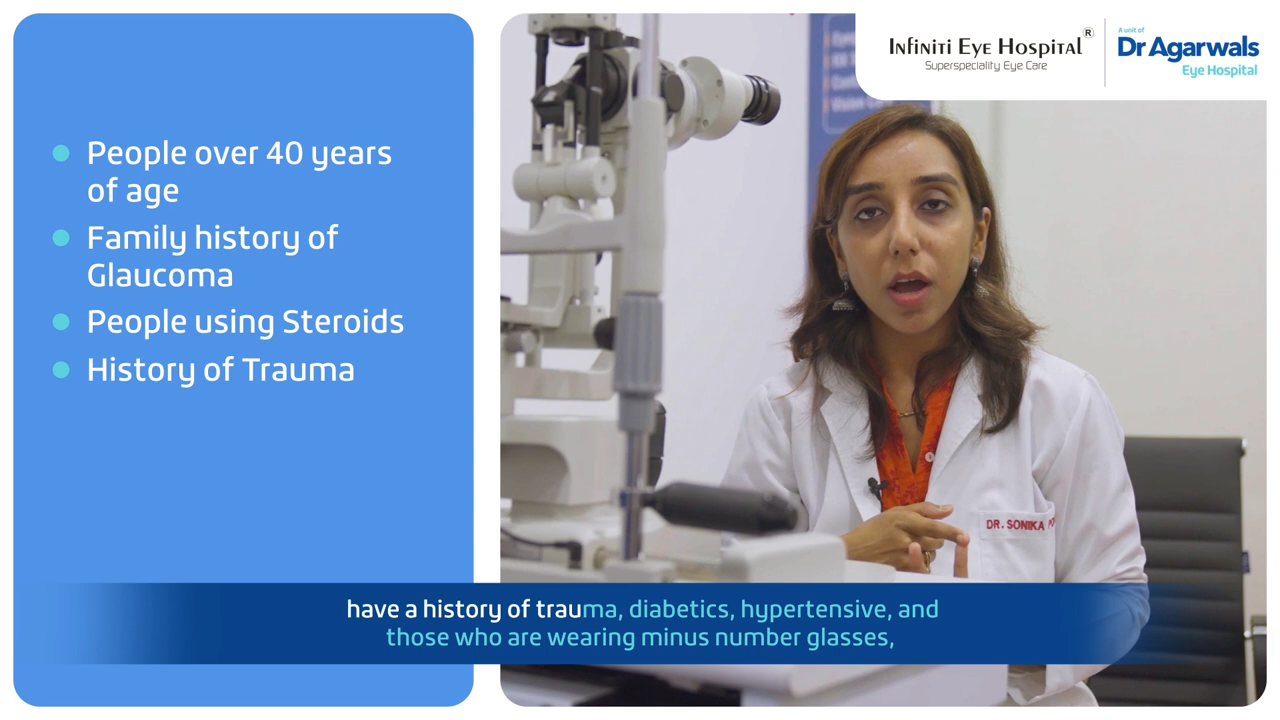 People over 40 years
of age
Family history of
Glaucoma
People using Steroids
History of Trauma
INFINITI EYE HOSPITAL®
Superspeciality Eye Care
A unit of
Dr Agarwals
Eye Hospital
DR. SONIKA
have a history of trauma, diabetics, hypertensive, and
those who are wearing minus number glasses,